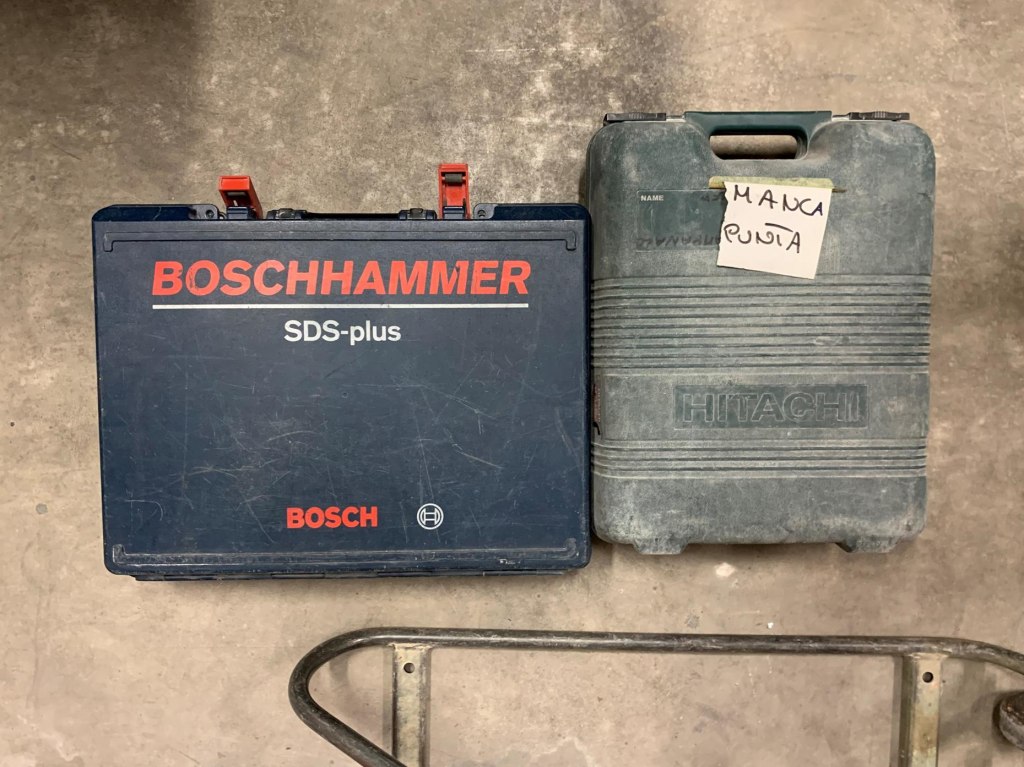 BOSCHHAMMER
SDS-plus
BOSCH
NAME
MANCA
PUNTA
HITACHI